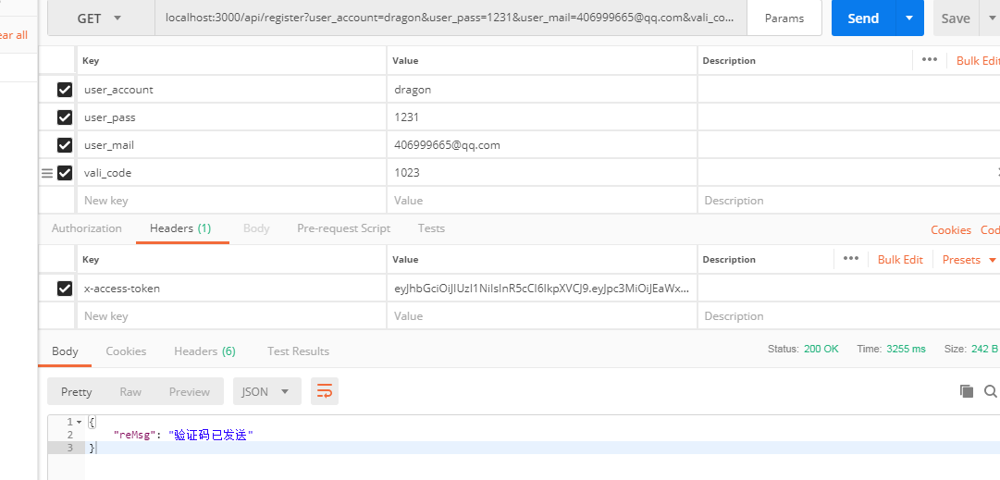 GET localhost:3000/api/register?user_account=dragon&user_pass=1231&user_mail=406999665@qq.com&vali_co... Params Send Save
ear all
Key Value Description ••• Bulk Edit
user_account dragon
user_pass 1231
user_mail 406999665@qq.com
vali_code 1023
New key Value Description
Authorization Headers (1) Body Pre-request Script Tests Cookies Cod
Key Value Description ••• Bulk Edit Presets
x-access-token eyJhbGciOiJIUzI1NiIsInR5cCI6IkpXVCJ9.eyJpc3MiOiJEaWx...
New key Value Description
Body Cookies Headers (6) Test Results Status: 200 OK Time: 3255 ms Size: 242 B
Pretty Raw Preview JSON
1 {
2 "reMsg": "验证码已发送"
3 }